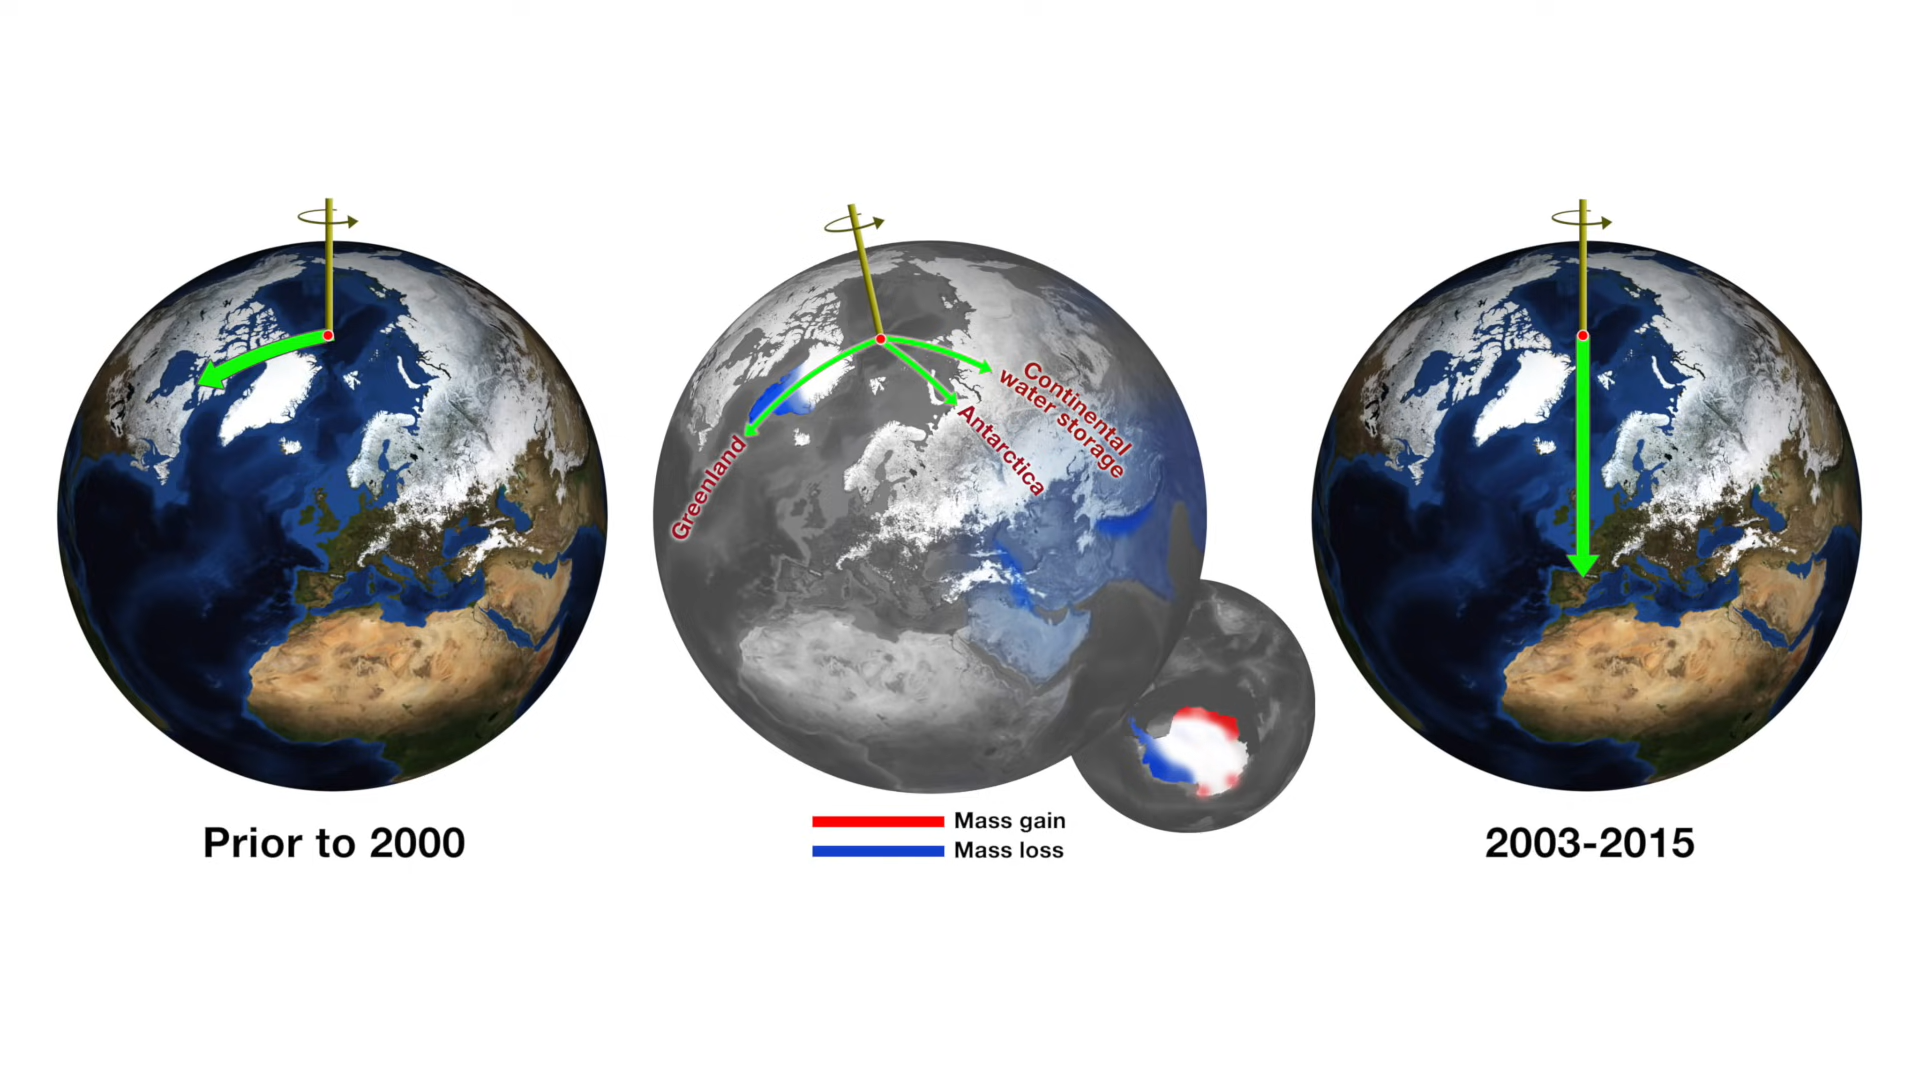 Greenland
Antarctica
Continental
water storage
Mass gain
Mass loss
Prior to 2000
2003-2015